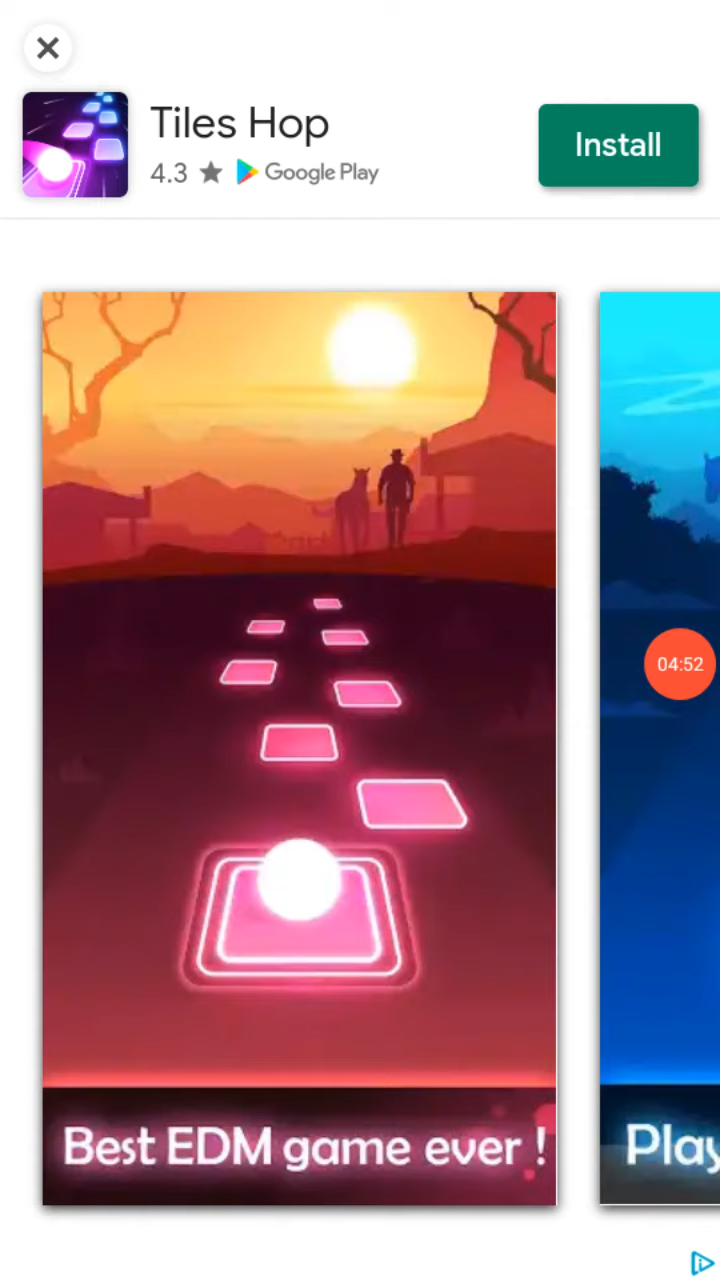 Tiles Hop
Install
4.3 ★ Google Play
04:52
Best EDM game ever !
Play